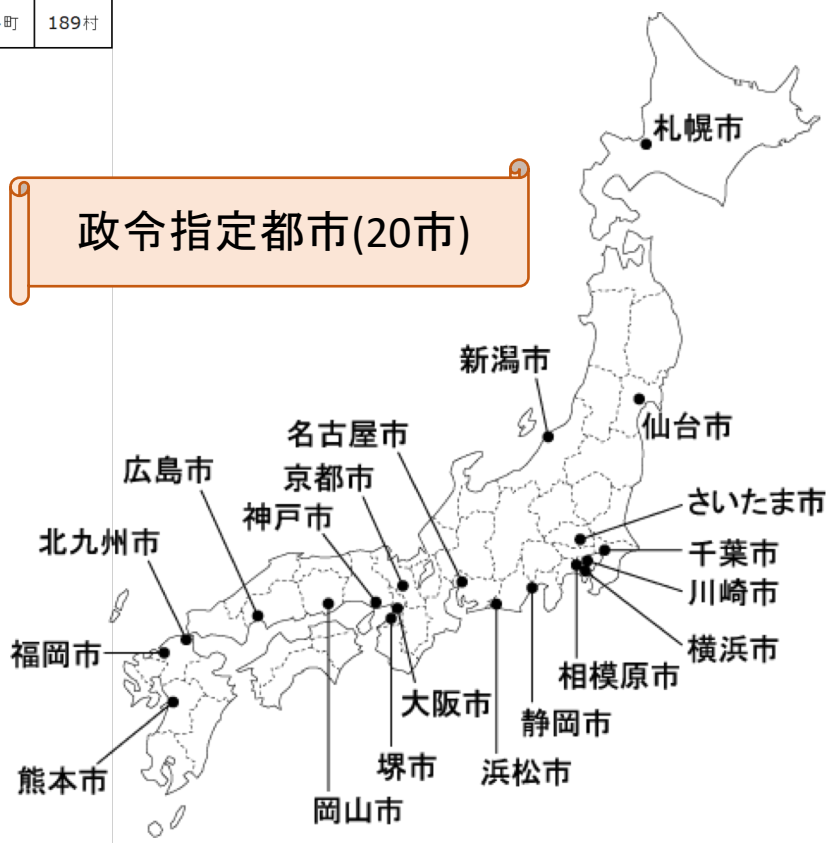 町 189村
札幌市
政令指定都市(20市)
新潟市
仙台市
名古屋市
京都市
広島市
神戸市
さいたま市
北九州市
千葉市
川崎市
横浜市
福岡市
相模原市
大阪市
静岡市
堺市
浜松市
熊本市
岡山市